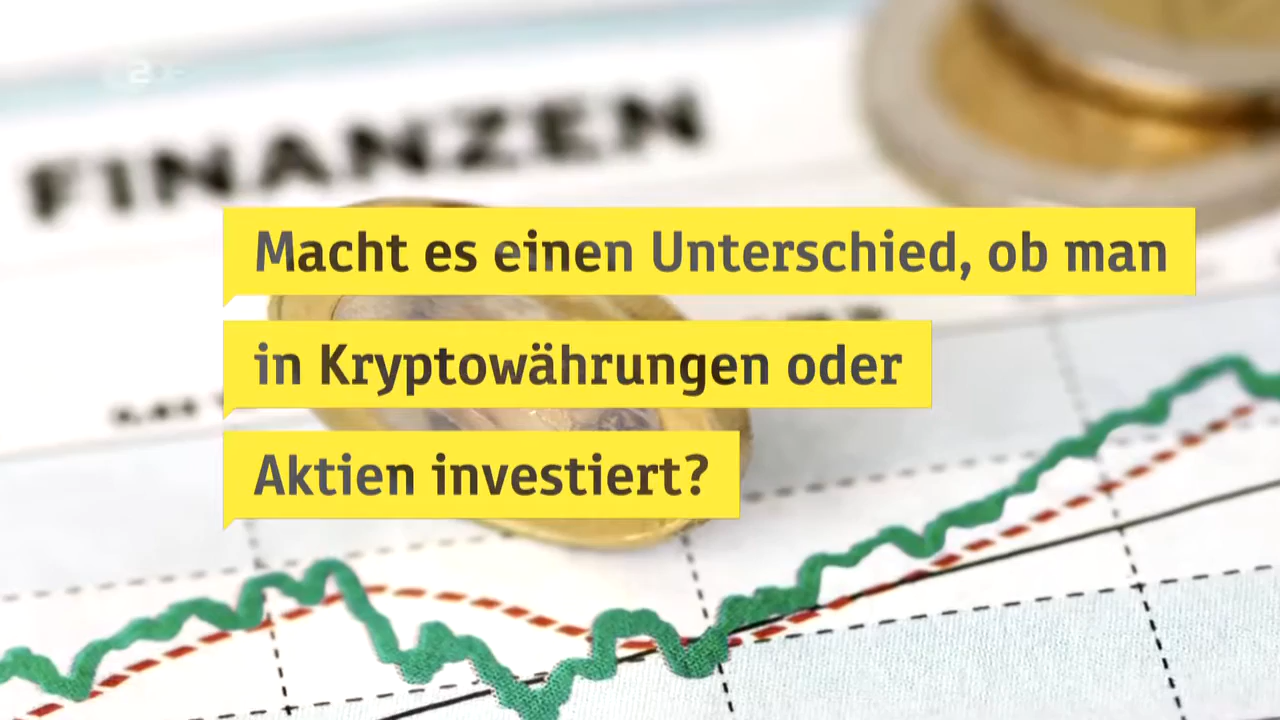 FINANZEN
Macht es einen Unterschied, ob man
in Kryptowährungen oder
Aktien investiert?